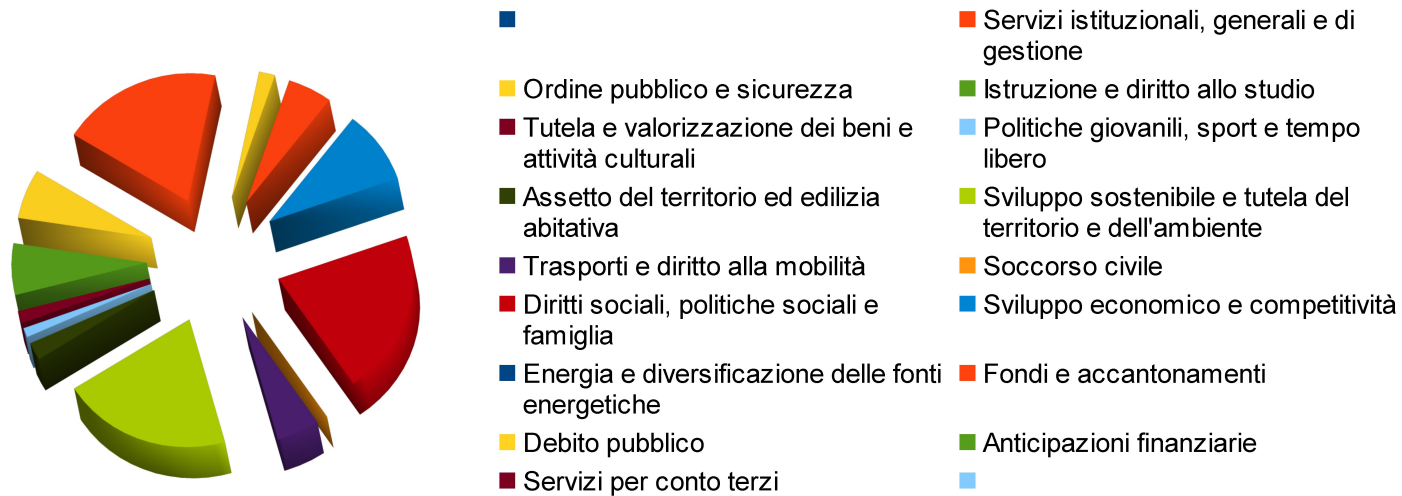 Servizi istituzionali, generali e di
gestione
Ordine pubblico e sicurezza
Istruzione e diritto allo studio
Tutela e valorizzazione dei beni e
attività culturali
Politiche giovanili, sport e tempo
libero
Assetto del territorio ed edilizia
abitativa
Sviluppo sostenibile e tutela del
territorio e dell'ambiente
Trasporti e diritto alla mobilità
Soccorso civile
Diritti sociali, politiche sociali e
famiglia
Sviluppo economico e competitività
Energia e diversificazione delle fonti
energetiche
Fondi e accantonamenti
Debito pubblico
Anticipazioni finanziarie
Servizi per conto terzi